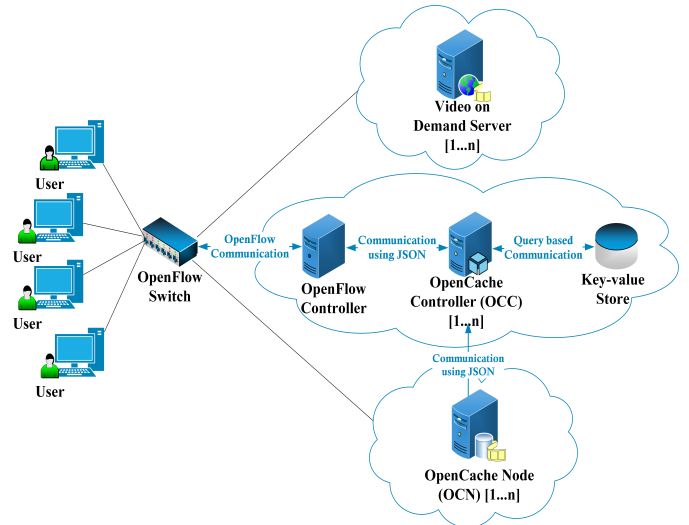 Video on
Demand Server
[1...n]
User
User
User
User
OpenFlow
Switch
OpenFlow
Communication
OpenFlow
Controller
Communication
using JSON
OpenCache
Controller (OCC)
[1...n]
Query based
Communication
Key-value
Store
Communication
using JSON
OpenCache Node
(OCN) [1...n]